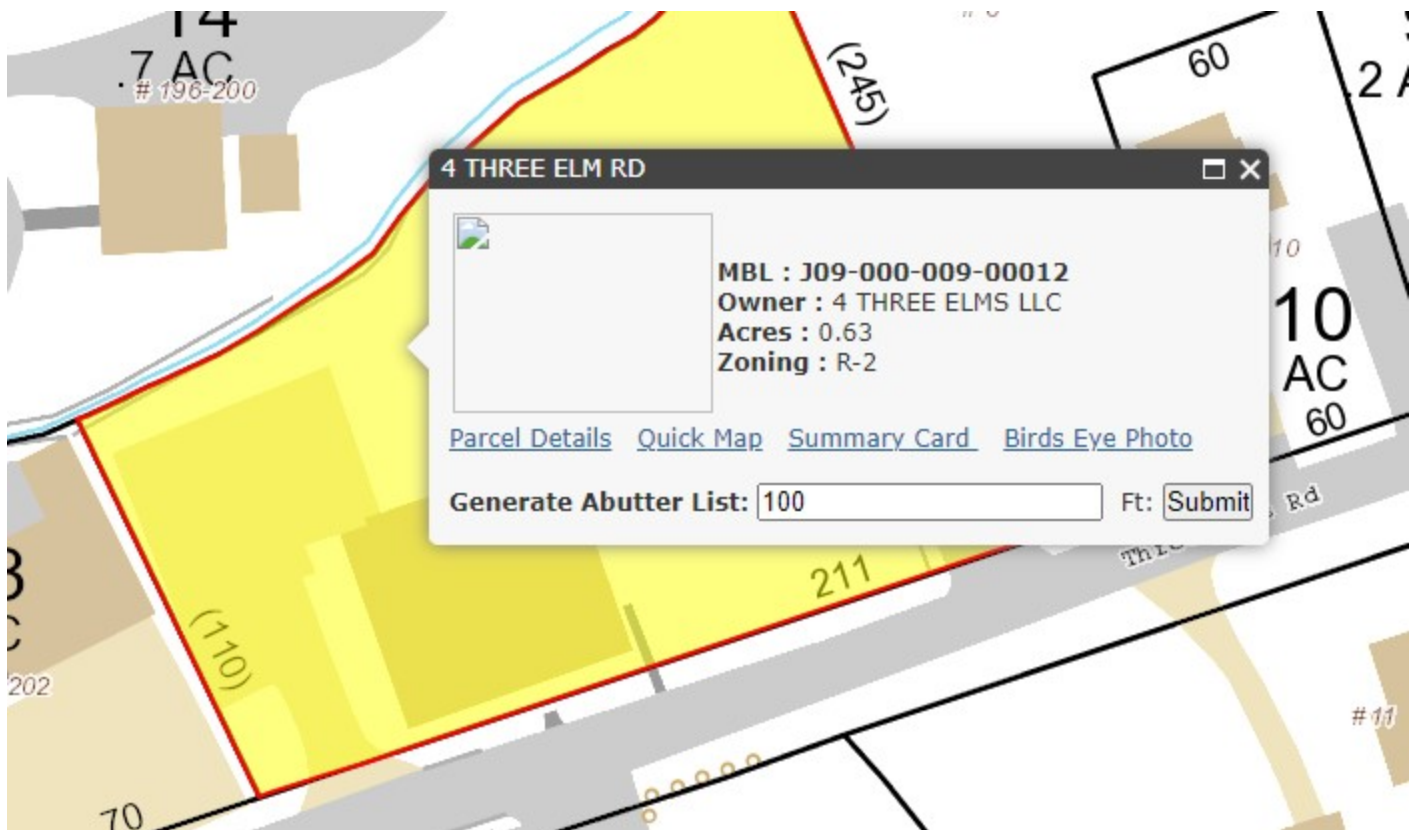 14
.7 AC
# 196-200
(245)
60
.2 A
4 THREE ELM RD
MBL : J09-000-009-00012
Owner : 4 THREE ELMS LLC
Acres : 0.63
Zoning : R-2
10
10
AC
60
Parcel Details Quick Map Summary Card Birds Eye Photo
Generate Abutter List: 100 Ft: Submit
Rd
211
(110)
202
# 11
70